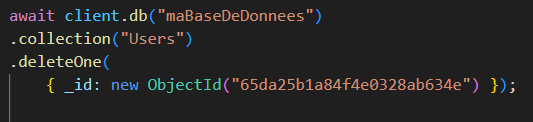 await client.db("maBaseDeDonnees")
.collection("Users")
.deleteOne(
{ _id: new ObjectId("65da25b1a84f4e0328ab634e") });